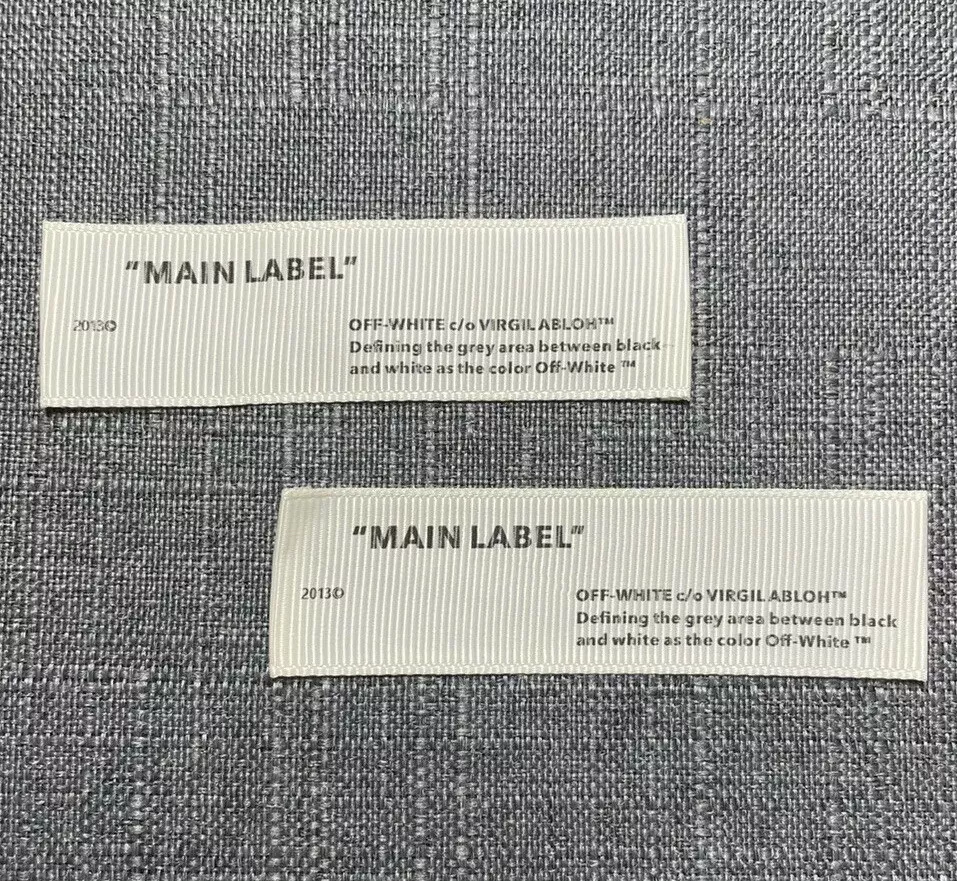 “MAIN LABEL”
2013©
OFF-WHITE c/o VIRGIL ABLOH™
Defining the grey area between black
and white as the color Off-White ™
“MAIN LABEL”
2013©
OFF-WHITE c/o VIRGIL ABLOH™
Defining the grey area between black
and white as the color Off-White ™